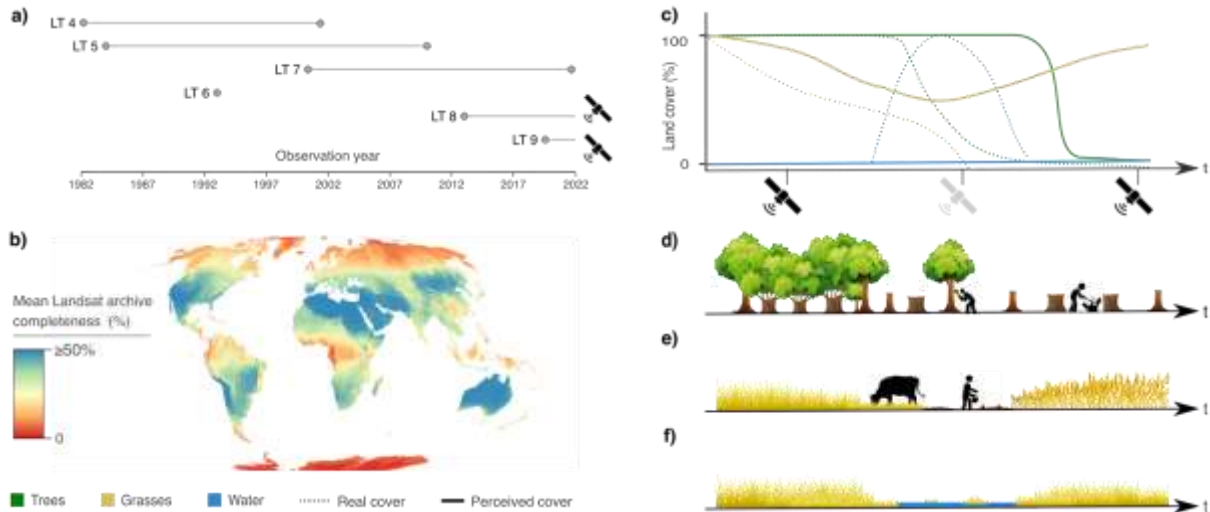 a)
LT 4
LT 5
LT 7
LT 6
LT 8
LT 9
Observation year
1982 1987 1992 1997 2002 2007 2012 2017 2022
b)
Mean Landsat archive
completeness (%)
≥50%
0
Trees Grasses Water Real cover Perceived cover
c)
100
Land cover (%)
0
t
d)
t
e)
t
f)
t